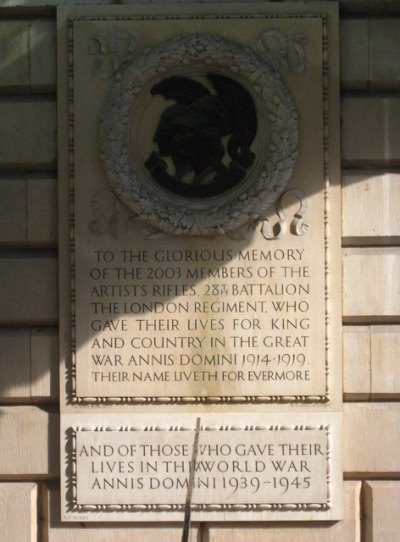 TO THE GLORIOUS MEMORY
OF THE 2003 MEMBERS OF THE
ARTISTS RIFLES, 28TH BATTALION
THE LONDON REGIMENT, WHO
GAVE THEIR LIVES FOR KING
AND COUNTRY IN THE GREAT
WAR ANNIS DOMINI 1914-1919
THEIR NAME LIVETH FOR EVERMORE
AND OF THOSE WHO GAVE THEIR
LIVES IN THE WORLD WAR
ANNIS DOMINI 1939-1945